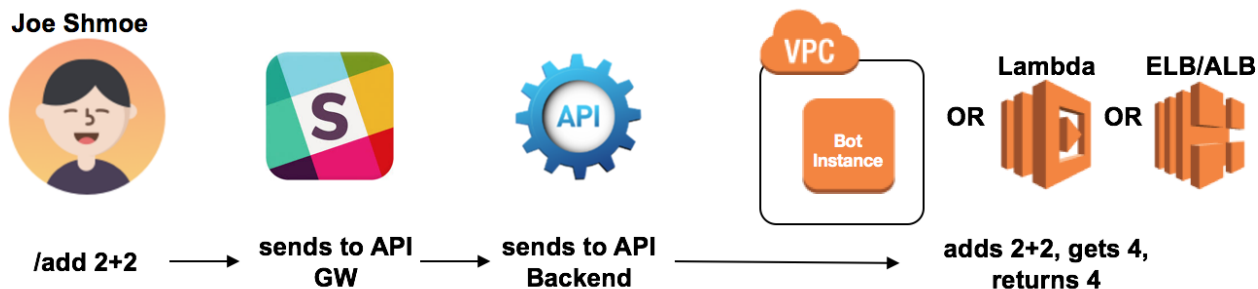 Joe Shmoe
S
API
VPC
Bot
Instance
OR
Lambda
OR
ELB/ALB
/add 2+2
sends to API
GW
sends to API
Backend
adds 2+2, gets 4,
returns 4